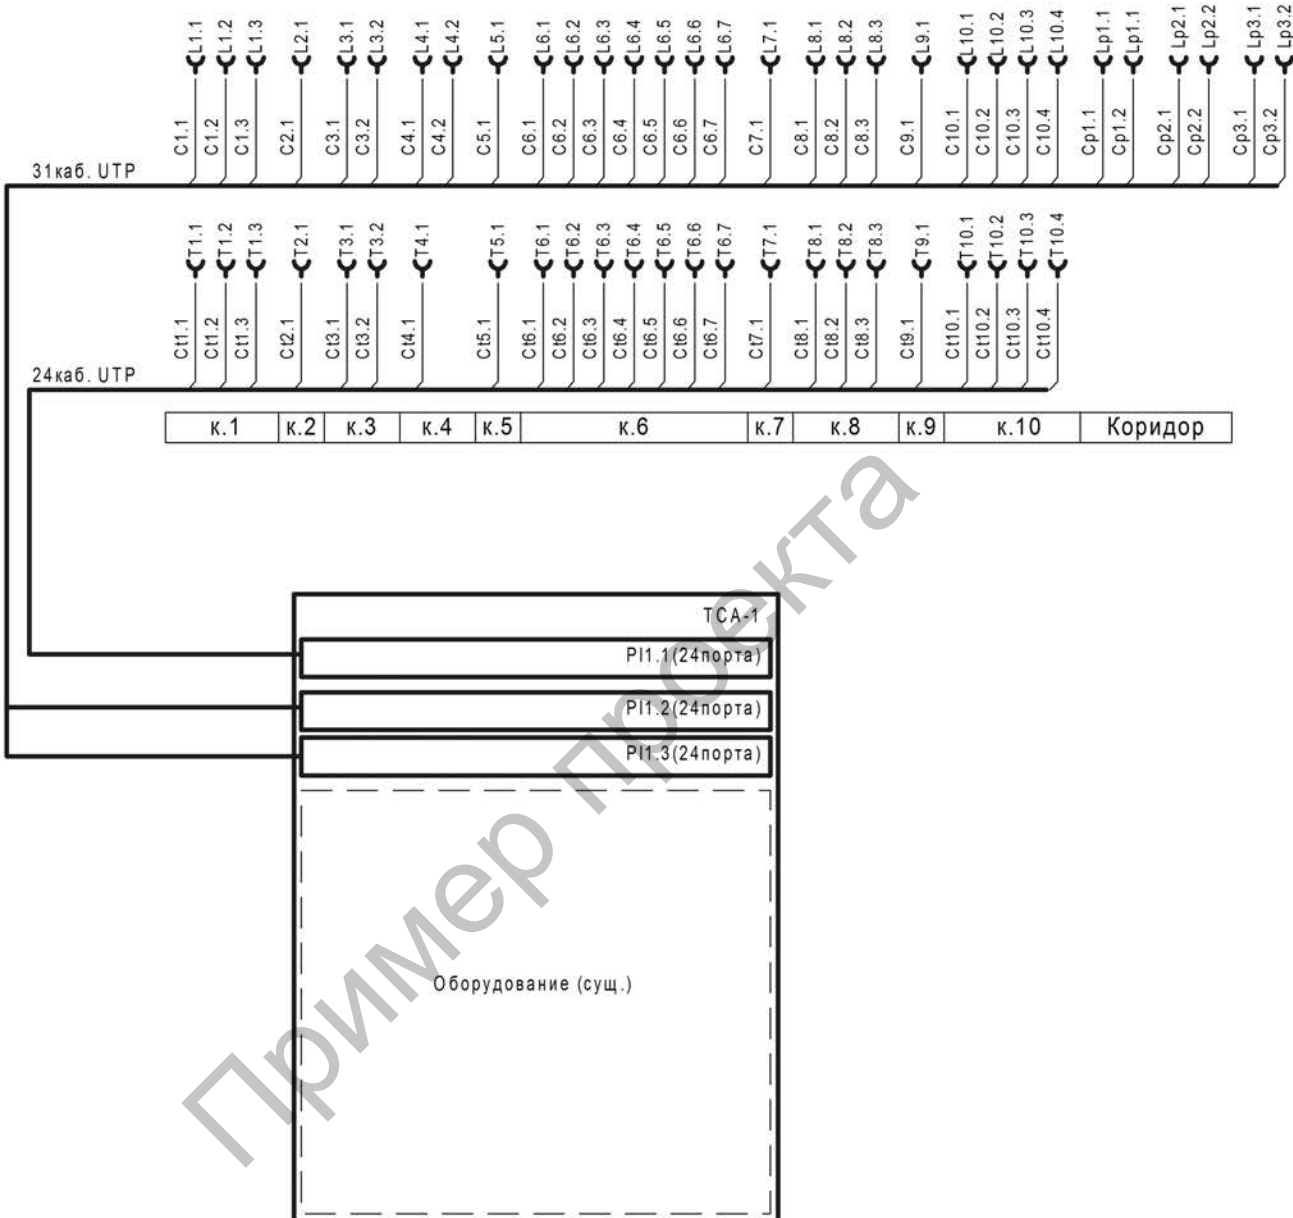 L1.1 L1.2 L1.3 L2.1 L3.1 L3.2 L4.1 L4.2 L5.1 L6.1 L6.2 L6.3 L6.4 L6.5 L6.6 L6.7 L7.1 L8.1 L8.2 L8.3 L9.1 L10.1 L10.2 L10.3 L10.4 Lp1.1 Lp1.1 Lp2.1 Lp2.2 Lp3.1 Lp3.2
C1.1 C1.2 C1.3 C2.1 C3.1 C3.2 C4.1 C4.2 C5.1 C6.1 C6.2 C6.3 C6.4 C6.5 C6.6 C6.7 C7.1 C8.1 C8.2 C8.3 C9.1 C10.1 C10.2 C10.3 C10.4 Cp1.1 Cp1.2 Cp2.1 Cp2.2 Cp3.1 Cp3.2
31каб. UTP
T1.1 T1.2 T1.3 T2.1 T3.1 T3.2 T4.1 T5.1 T6.1 T6.2 T6.3 T6.4 T6.5 T6.6 T6.7 T7.1 T8.1 T8.2 T8.3 T9.1 T10.1 T10.2 T10.3 T10.4
Ct1.1 Ct1.2 Ct1.3 Ct2.1 Ct3.1 Ct3.2 Ct4.1 Ct5.1 Ct6.1 Ct6.2 Ct6.3 Ct6.4 Ct6.5 Ct6.6 Ct6.7 Ct7.1 Ct8.1 Ct8.2 Ct8.3 Ct9.1 Ct10.1 Ct10.2 Ct10.3 Ct10.4
24каб. UTP
к.1 к.2 к.3 к.4 к.5 к.6 к.7 к.8 к.9 к.10 Коридор
TCA-1
PI1.1(24порта)
PI1.2(24порта)
PI1.3(24порта)
Оборудование (сущ.)
Пример проекта